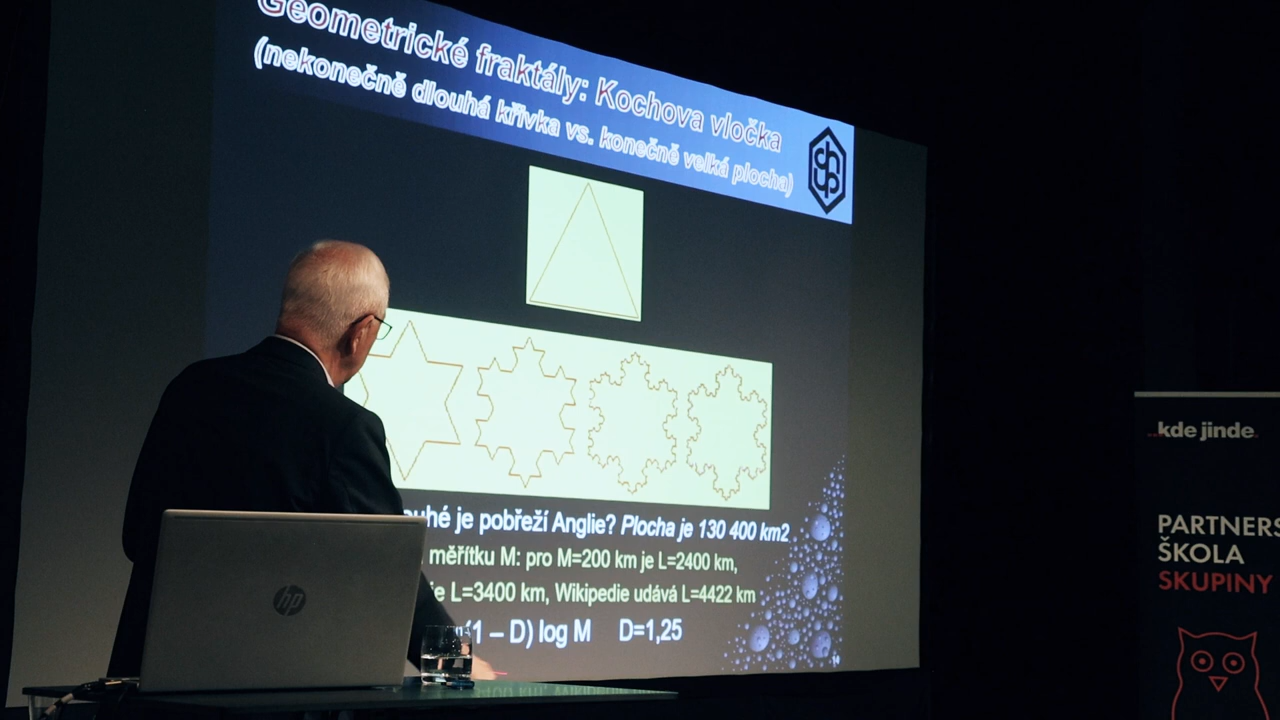 Geometrické fraktály: Kochova vločka
(nekonečně dlouhá křivka vs. konečně velká plocha)
je pobřeží Anglie? Plocha je 130 400 km2
měřítku M: pro M=200 km je L=2400 km,
L=3400 km, Wikipedie udává L=4422 km
(1 – D) log M D=1,25
hp
...kde jinde.
PARTNERS
ŠKOLA
SKUPINY